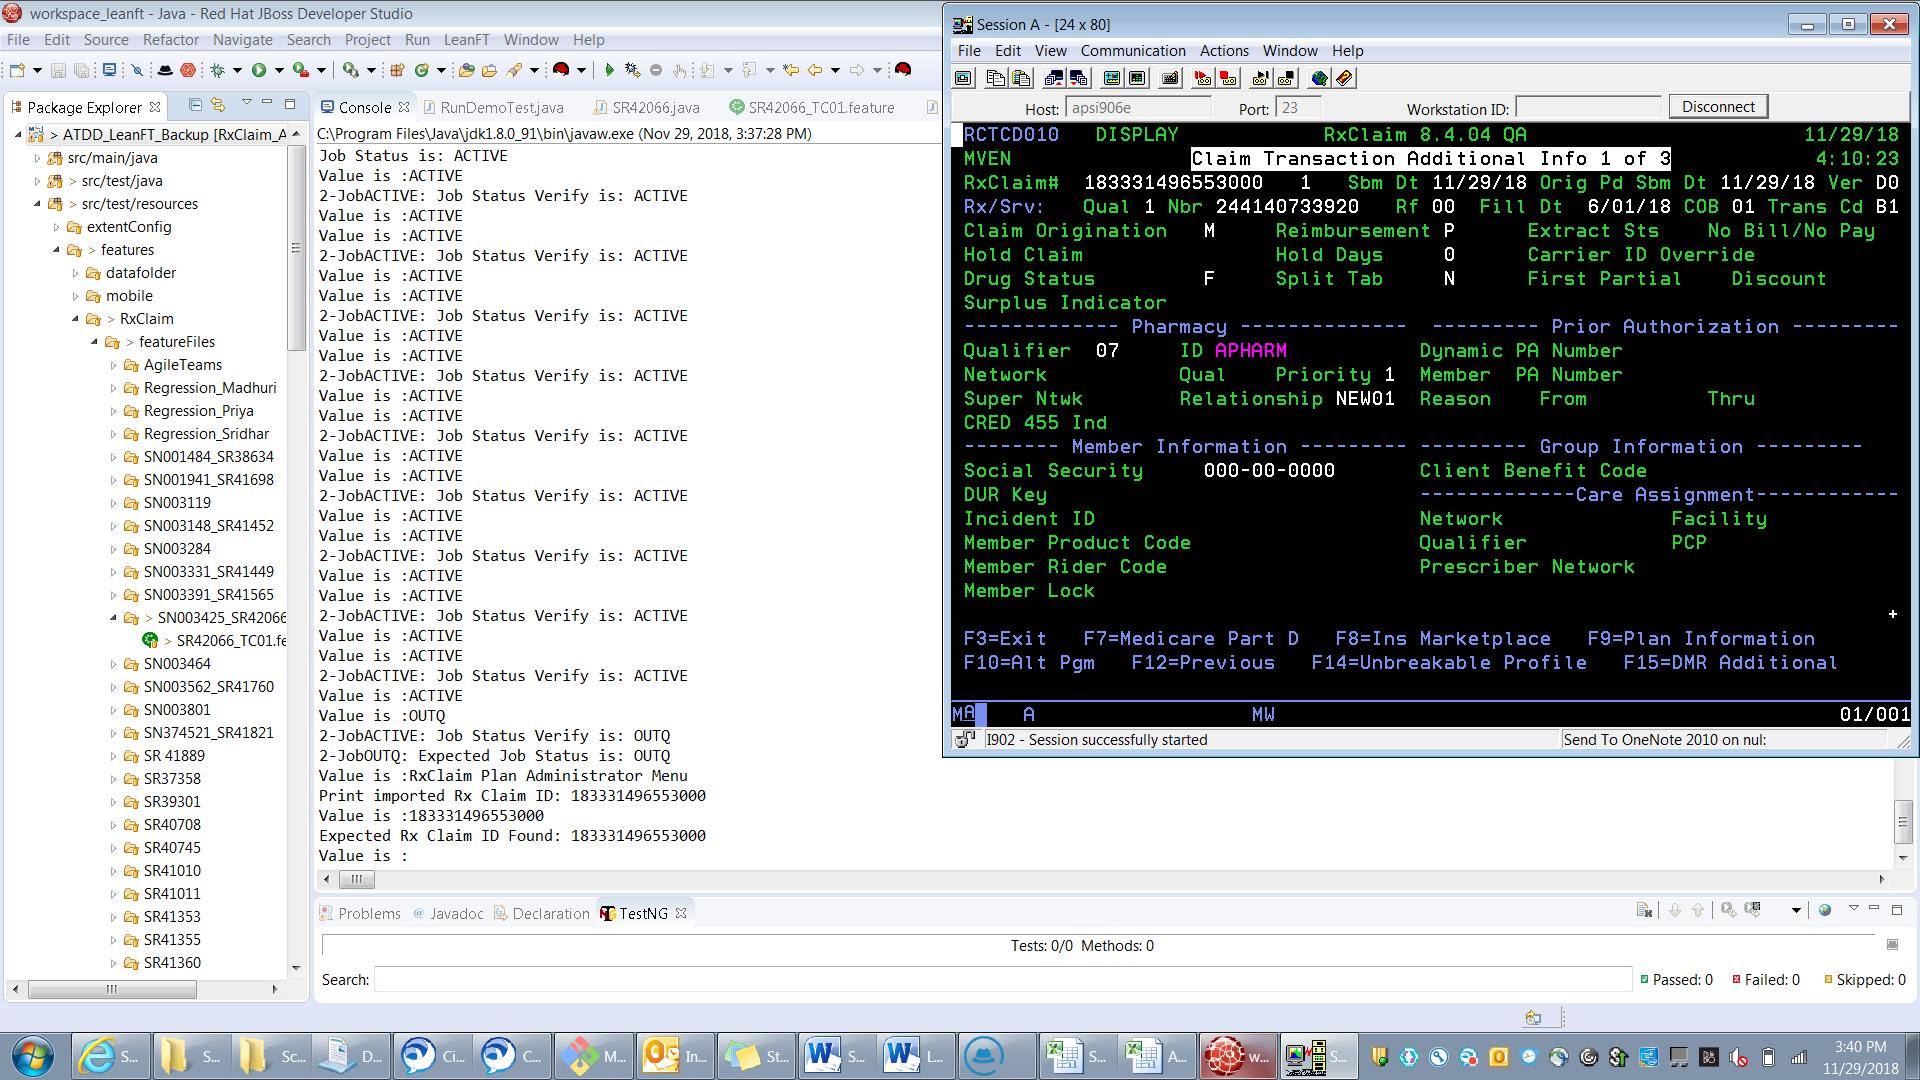 workspace_leanft - Java - Red Hat JBoss Developer Studio
File Edit Source Refactor Navigate Search Project Run LeanFT Window Help
Package Explorer
> ATDD_LeanFT_Backup [RxClaim_A
src/main/java
> src/test/java
> src/test/resources
extentConfig
> features
datafolder
mobile
> RxClaim
> featureFiles
AgileTeams
Regression_Madhuri
Regression_Priya
Regression_Sridhar
SN001484_SR38634
SN001941_SR41698
SN003119
SN003148_SR41452
SN003284
SN003331_SR41449
SN003391_SR41565
> SN003425_SR42066
> SR42066_TC01.fe
SN003464
SN003562_SR41760
SN003801
SN374521_SR41821
SR 41889
SR37358
SR39301
SR40708
SR40745
SR41010
SR41011
SR41353
SR41355
SR41360
Console RunDemoTest.java SR42066.java SR42066_TC01.feature
C:\Program Files\Java\jdk1.8.0_91\bin\javaw.exe (Nov 29, 2018, 3:37:28 PM)
Job Status is: ACTIVE
Value is :ACTIVE
2-JobACTIVE: Job Status Verify is: ACTIVE
Value is :ACTIVE
Value is :ACTIVE
2-JobACTIVE: Job Status Verify is: ACTIVE
Value is :ACTIVE
Value is :ACTIVE
2-JobACTIVE: Job Status Verify is: ACTIVE
Value is :ACTIVE
Value is :ACTIVE
2-JobACTIVE: Job Status Verify is: ACTIVE
Value is :ACTIVE
Value is :ACTIVE
2-JobACTIVE: Job Status Verify is: ACTIVE
Value is :ACTIVE
Value is :ACTIVE
2-JobACTIVE: Job Status Verify is: ACTIVE
Value is :ACTIVE
Value is :ACTIVE
2-JobACTIVE: Job Status Verify is: ACTIVE
Value is :ACTIVE
Value is :ACTIVE
2-JobACTIVE: Job Status Verify is: ACTIVE
Value is :ACTIVE
Value is :ACTIVE
2-JobACTIVE: Job Status Verify is: ACTIVE
Value is :ACTIVE
Value is :OUTQ
2-JobACTIVE: Job Status Verify is: OUTQ
2-JobOUTQ: Expected Job Status is: OUTQ
Value is :RxClaim Plan Administrator Menu
Print imported Rx Claim ID: 183331496553000
Value is :183331496553000
Expected Rx Claim ID Found: 183331496553000
Value is :
Problems @ Javadoc Declaration TestNG
Tests: 0/0 Methods: 0
Search: Passed: 0 Failed: 0 Skipped: 0
Session A - [24 x 80]
File Edit View Communication Actions Window Help
Host: apsi906e Port: 23 Workstation ID: Disconnect
RCTCD010 DISPLAY RxClaim 8.4.04 QA 11/29/18
MVEN Claim Transaction Additional Info 1 of 3 4:10:23
RxClaim# 183331496553000 1 Sbm Dt 11/29/18 Orig Pd Sbm Dt 11/29/18 Ver D0
Rx/Srv: Qual 1 Nbr 244140733920 Rf 00 Fill Dt 6/01/18 COB 01 Trans Cd B1
Claim Origination M Reimbursement P Extract Sts No Bill/No Pay
Hold Claim Hold Days 0 Carrier ID Override
Drug Status F Split Tab N First Partial Discount
Surplus Indicator
------------- Pharmacy -------------- --------- Prior Authorization ---------
Qualifier 07 ID APHARM Dynamic PA Number
Network Qual Priority 1 Member PA Number
Super Ntwk Relationship NEW01 Reason From Thru
CRED 455 Ind
-------- Member Information --------- --------- Group Information ---------
Social Security 000-00-0000 Client Benefit Code
DUR Key -------------Care Assignment------------
Incident ID Network Facility
Member Product Code Qualifier PCP
Member Rider Code Prescriber Network
Member Lock
+
F3=Exit F7=Medicare Part D F8=Ins Marketplace F9=Plan Information
F10=Alt Pgm F12=Previous F14=Unbreakable Profile F15=DMR Additional
MA A MW 01/001
I902 - Session successfully started Send To OneNote 2010 on nul:
S... S... Sc... D... Ci... C... M... In... St... S... L... S... A... w... S... 3:40 PM
11/29/2018